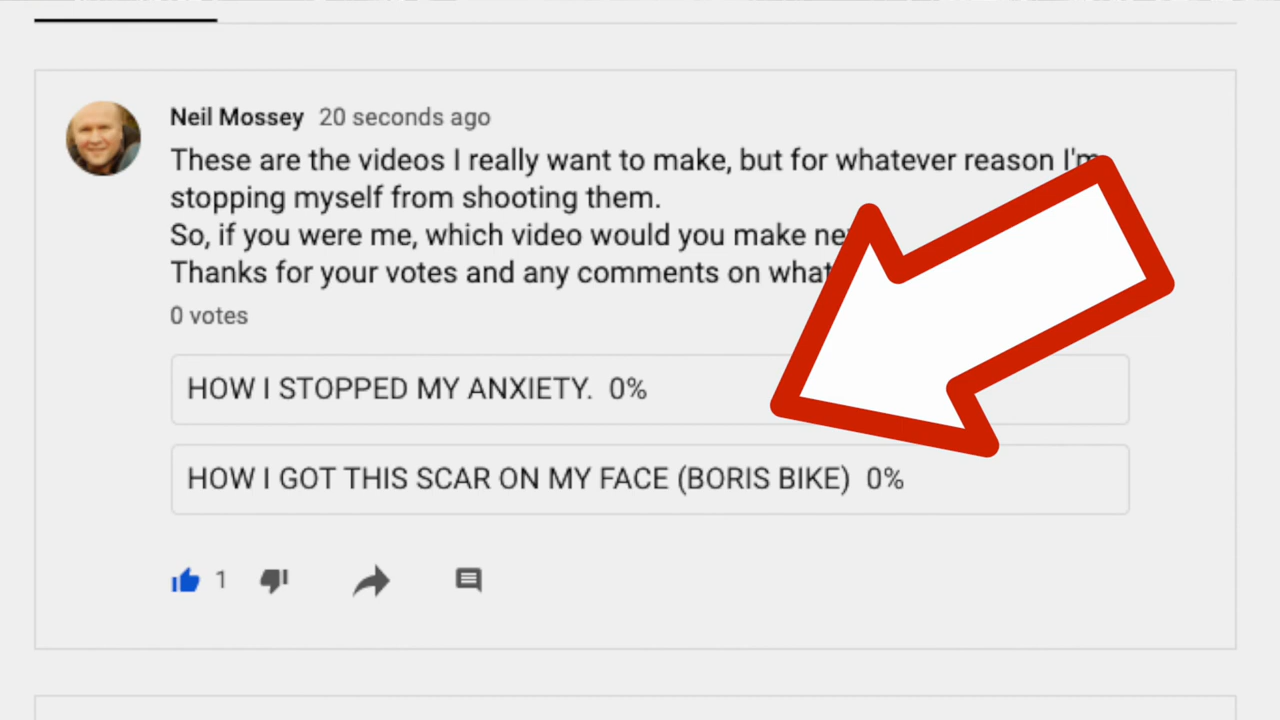 Neil Mossey 20 seconds ago
These are the videos I really want to make, but for whatever reason I'm
stopping myself from shooting them.
So, if you were me, which video would you make
Thanks for your votes and any comments on
0 votes
HOW I STOPPED MY ANXIETY. 0%
HOW I GOT THIS SCAR ON MY FACE (BORIS BIKE) 0%
1